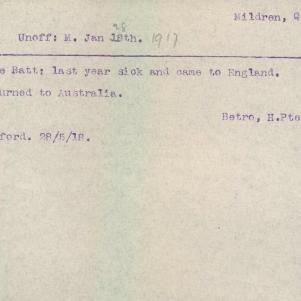 Mildren, G
28
Unoff: M. Jan 18th. 1917
e Batt: last year sick and came to England.
urned to Australia.
Betro, H.Pte
ford. 28/5/18.